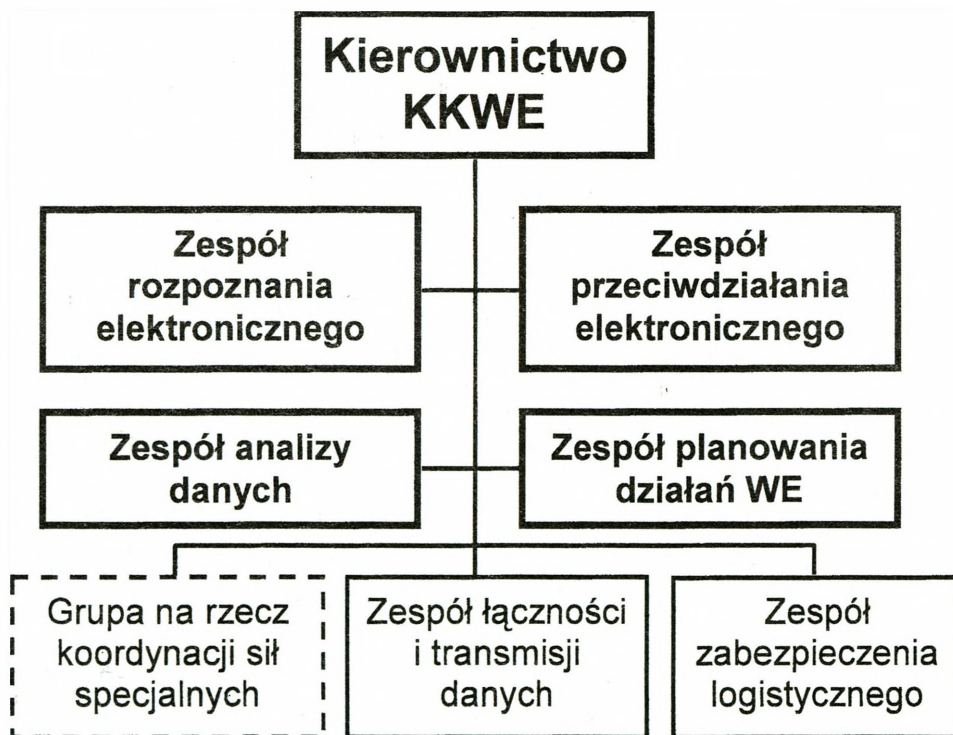 Kierownictwo
KKWE
Zespół
rozpoznania
elektronicznego
Zespół
przeciwdziałania
elektronicznego
Zespół analizy
danych
Zespół planowania
działań WE
Grupa na rzecz
koordynacji sił
specjalnych
Zespół łączności
i transmisji
danych
Zespół
zabezpieczenia
logistycznego